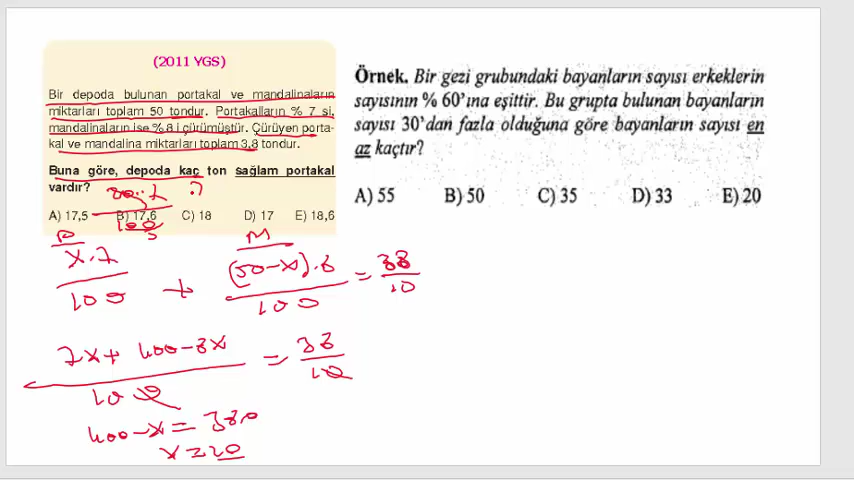 (2011 YGS)
Bir depoda bulunan portakal ve mandalinaların
miktarları toplam 50 tondur. Portakalların % 7 si,
mandalinaların ise % 8 i çürümüştür. Çürüyen porta-
kal ve mandalina miktarları toplam 3,8 tondur.
Buna göre, depoda kaç ton sağlam portakal
vardır?
A) 17,5 B) 17,6 C) 18 D) 17 E) 18,6
P M
x.7/100 + (50-x).8/100 = 38/10
7x+400-8x/100 = 38/10
400-x=380
x=20
Örnek. Bir gezi grubundaki bayanların sayısı erkeklerin
sayısının % 60'ına eşittir. Bu grupta bulunan bayanların
sayısı 30'dan fazla olduğuna göre bayanların sayısı en
az kaçtır?
A) 55 B) 50 C) 35 D) 33 E) 20